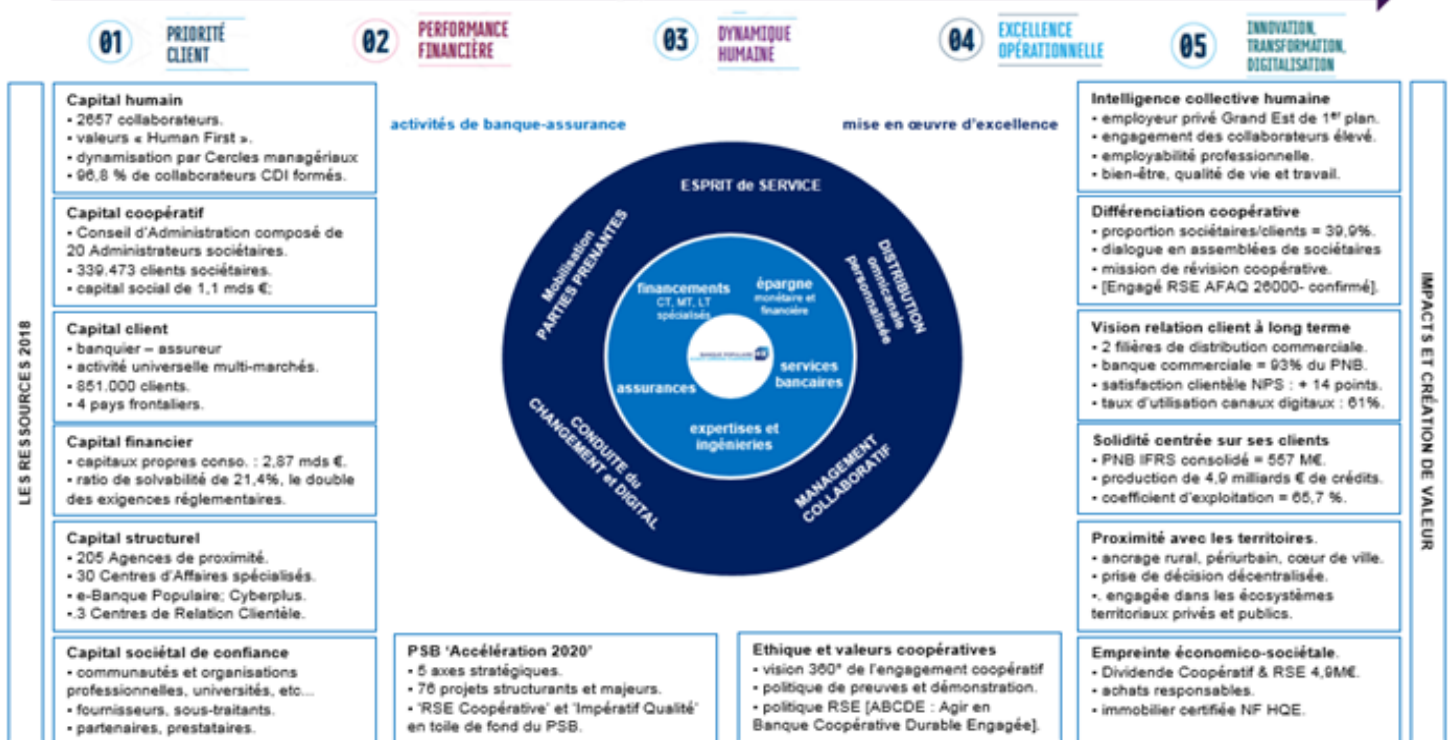 01 PRIORITÉ
CLIENT
02 PERFORMANCE
FINANCIÈRE
03 DYNAMIQUE
HUMAINE
04 EXCELLENCE
OPÉRATIONNELLE
05 INNOVATION,
TRANSFORMATION,
DIGITALISATION
LES RESSOURCES 2018
Capital humain
• 2657 collaborateurs.
• valeurs « Human First ».
• dynamisation par Cercles managériaux
• 96,8 % de collaborateurs CDI formés.
Capital coopératif
• Conseil d'Administration composé de
20 Administrateurs sociétaires.
• 339.473 clients sociétaires.
• capital social de 1,1 mds €;
Capital client
• banquier – assureur
• activité universelle multi-marchés.
• 851.000 clients.
• 4 pays frontaliers.
Capital financier
• capitaux propres conso. : 2,87 mds €.
• ratio de solvabilité de 21,4%, le double
des exigences réglementaires.
Capital structurel
• 205 Agences de proximité.
• 30 Centres d'Affaires spécialisés.
• e-Banque Populaire; Cyberplus.
•.3 Centres de Relation Clientèle.
Capital sociétal de confiance
• communautés et organisations
professionnelles, universités, etc...
• fournisseurs, sous-traitants.
• partenaires, prestataires.
activités de banque-assurance
mise en œuvre d'excellence
ESPRIT de SERVICE
Mobilisation
PARTIES PRENANTES
DISTRIBUTION
omnicanale
personnalisée
financements
CT, MT, LT
spécialisés
épargne
monétaire et
financière
BANQUE POPULAIRE
assurances
services
bancaires
expertises et
ingénieries
CONDUITE du
CHANGEMENT et DIGITAL
MANAGEMENT
COLLABORATIF
PSB 'Accélération 2020'
• 5 axes stratégiques.
• 76 projets structurants et majeurs.
• 'RSE Coopérative' et 'Impératif Qualité'
en toile de fond du PSB.
Ethique et valeurs coopératives
• vision 360° de l'engagement coopératif
• politique de preuves et démonstration.
• politique RSE [ABCDE : Agir en
Banque Coopérative Durable Engagée].
Intelligence collective humaine
• employeur privé Grand Est de 1er plan.
• engagement des collaborateurs élevé.
• employabilité professionnelle.
• bien-être, qualité de vie et travail.
Différenciation coopérative
• proportion sociétaires/clients = 39,9%.
• dialogue en assemblées de sociétaires
• mission de révision coopérative.
• [Engagé RSE AFAQ 26000- confirmé].
Vision relation client à long terme
• 2 filières de distribution commerciale.
• banque commerciale = 93% du PNB.
• satisfaction clientèle NPS : + 14 points.
• taux d'utilisation canaux digitaux : 61%.
Solidité centrée sur ses clients
• PNB IFRS consolidé = 557 M€.
• production de 4,9 milliards € de crédits.
• coefficient d'exploitation = 65,7 %.
Proximité avec les territoires.
• ancrage rural, périurbain, cœur de ville.
• prise de décision décentralisée.
•. engagée dans les écosystèmes
territoriaux privés et publics.
Empreinte économico-sociétale.
• Dividende Coopératif & RSE 4,9M€.
• achats responsables.
• immobilier certifiée NF HQE.
IMPACTS ET CRÉATION DE VALEUR